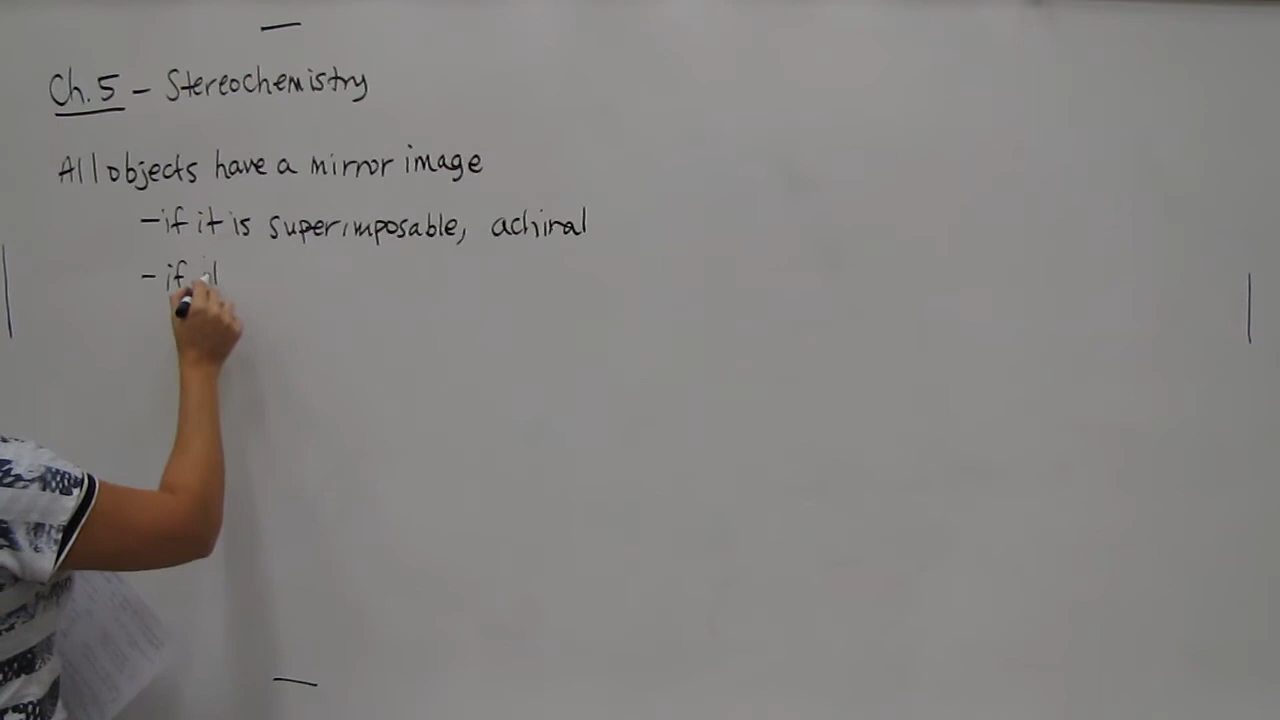 Ch. 5 - Stereochemistry
All objects have a mirror image
- if it is superimposable, achiral
- if